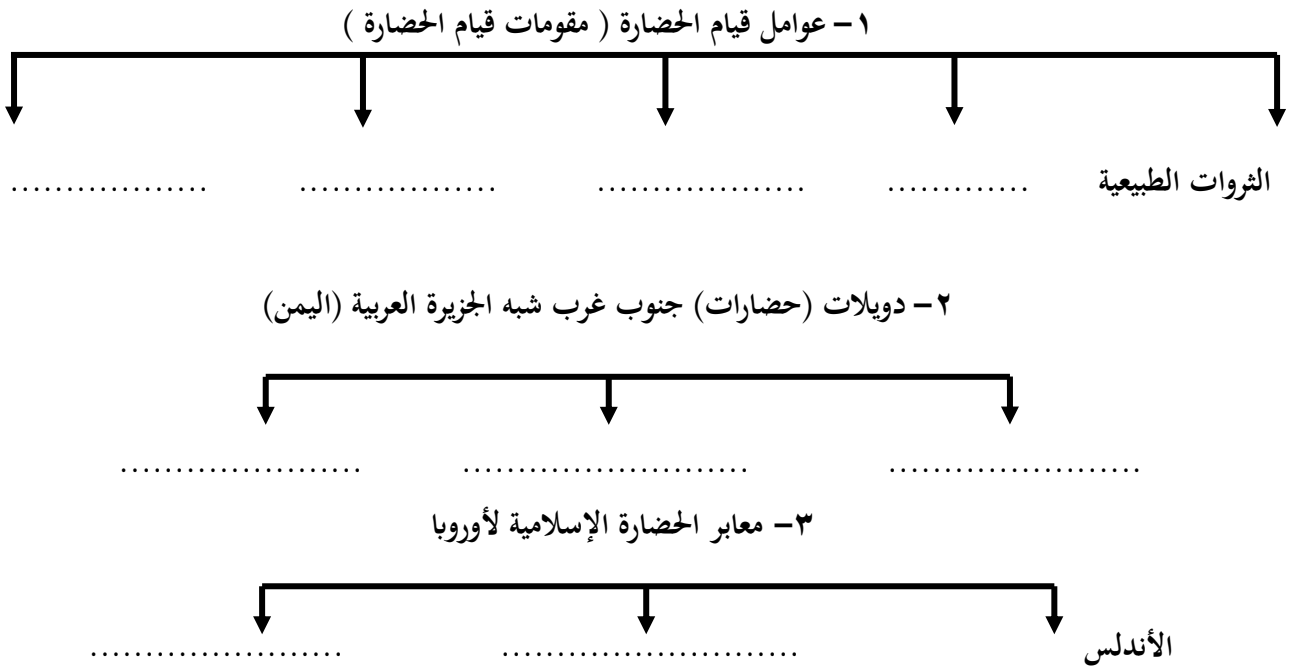 ١- عوامل قيام الحضارة ( مقومات قيام الحضارة )
الثروات الطبيعية ............. ................... .................. ..................
٢- دويلات (حضارات) جنوب غرب شبه الجزيرة العربية (اليمن)
....................... .......................... ......................
٣- معابر الحضارة الإسلامية لأوروبا
الأندلس ........................... .......................